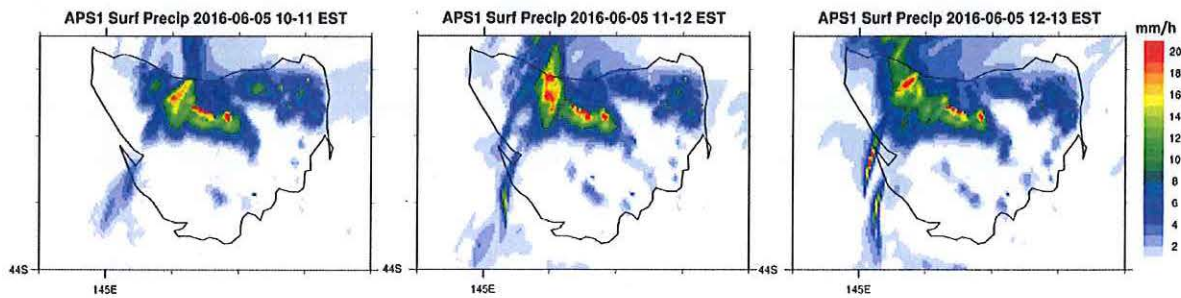 APS1 Surf Precip 2016-06-05 10-11 EST
APS1 Surf Precip 2016-06-05 11-12 EST
APS1 Surf Precip 2016-06-05 12-13 EST
mm/h
20
18
16
14
12
10
8
6
4
2
44S
145E
44S
145E
44S
145E